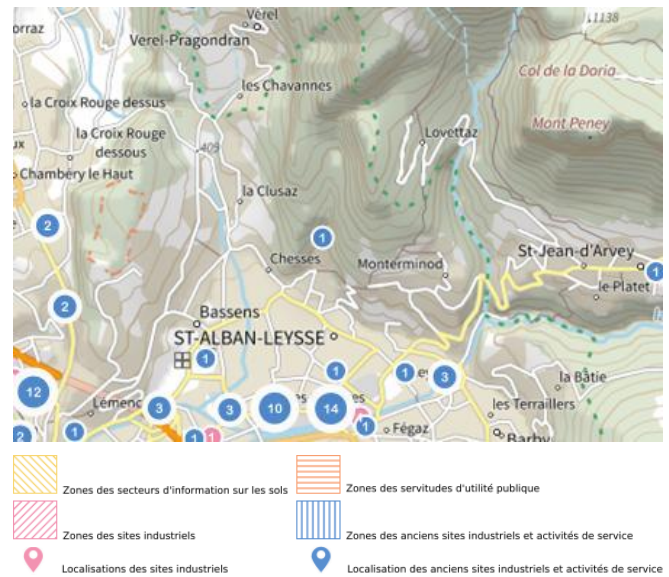 Verel
1138
Verel-Pragondran
Col de la Doria
les Chavannes
la Croix Rouge dessus
Mont Peney
la Croix Rouge
dessous
Lovettaz
409
Chambéry le Haut
la Clusaz
2
1
St-Jean-d'Arvey
Chesses
Monterminod
1
le Platet
2
Bassens
ST-ALBAN-LEYSSE
1
1
1
3
la Bâtie
12
Lémenc
3
3
10
14
les Terraillers
2
1
1
1
1
Fégaz
Barby
Zones des secteurs d'information sur les sols
Zones des servitudes d'utilité publique
Zones des sites industriels
Zones des anciens sites industriels et activités de service
Localisations des sites industriels
Localisation des anciens sites industriels et activités de service